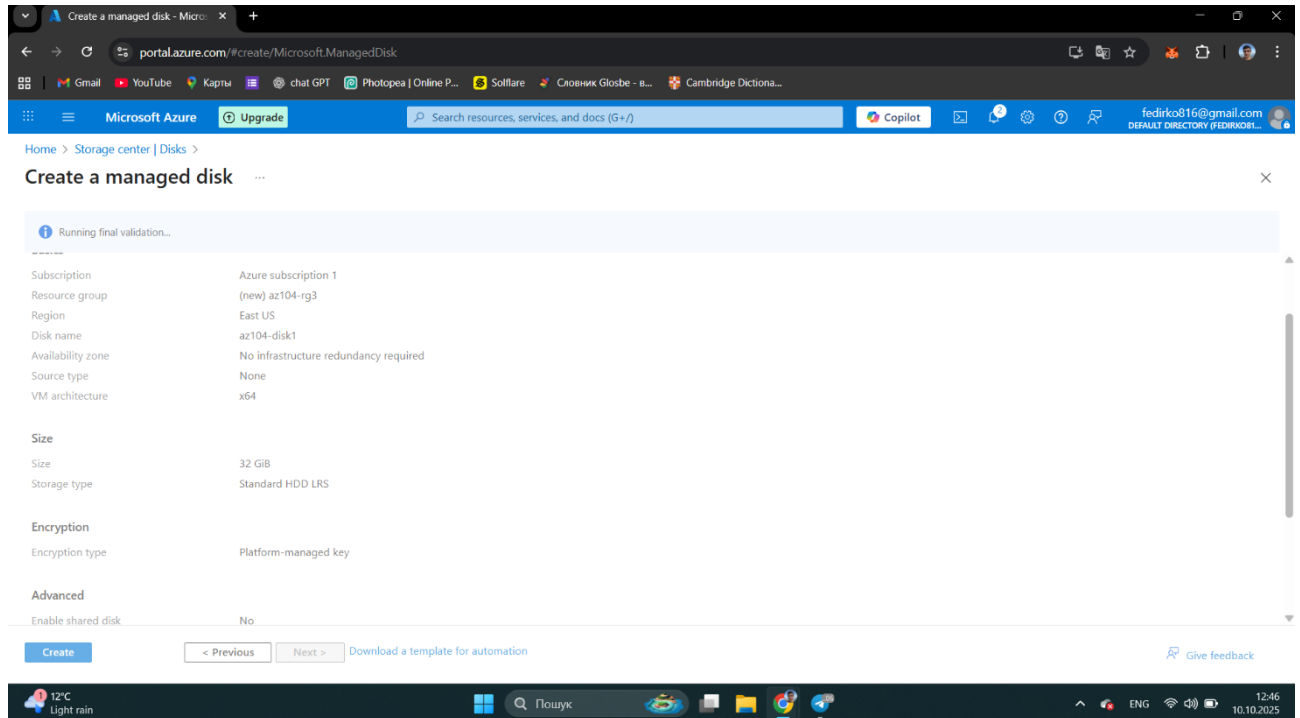 Create a managed disk - Micro
portal.azure.com/#create/Microsoft.ManagedDisk
Gmail YouTube Карты chat GPT Photopea | Online P... Solflare Словник Glosbe - в... Cambridge Dictiona...
Microsoft Azure Upgrade Search resources, services, and docs (G+/) Copilot 2 fedirko816@gmail.com
DEFAULT DIRECTORY (FEDIRKO81...
Home > Storage center | Disks >
Create a managed disk ...
Running final validation...
Subscription Azure subscription 1
Resource group (new) az104-rg3
Region East US
Disk name az104-disk1
Availability zone No infrastructure redundancy required
Source type None
VM architecture x64
Size
Size 32 GiB
Storage type Standard HDD LRS
Encryption
Encryption type Platform-managed key
Advanced
Enable shared disk No
Create < Previous Next > Download a template for automation Give feedback
1 12°C
Light rain
Пошук
ENG 12:46
10.10.2025